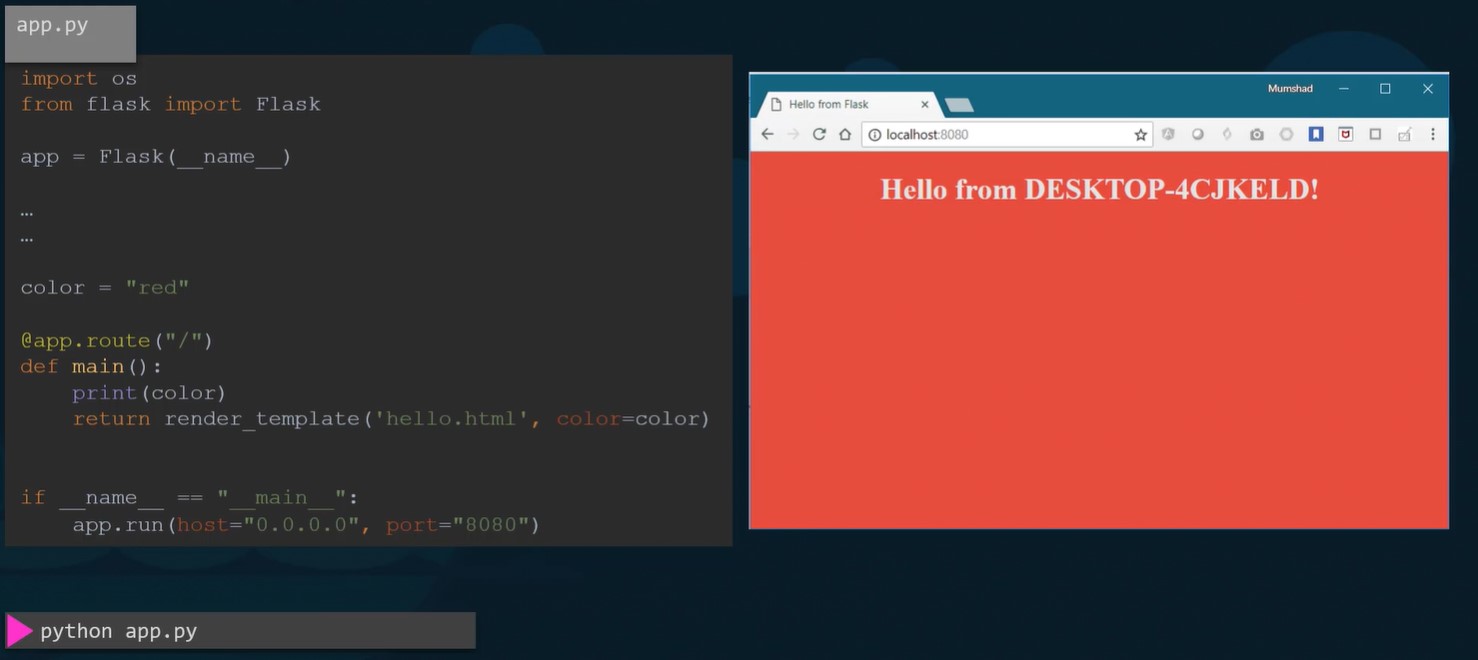 app.py
import os
from flask import Flask
app = Flask(__name__)
…
…
color = "red"
@app.route("/")
def main():
    print(color)
    return render_template('hello.html', color=color)
if __name__ == "__main__":
    app.run(host="0.0.0.0", port="8080")
python app.py
Mumshad
Hello from Flask
localhost:8080
Hello from DESKTOP-4CJKELD!